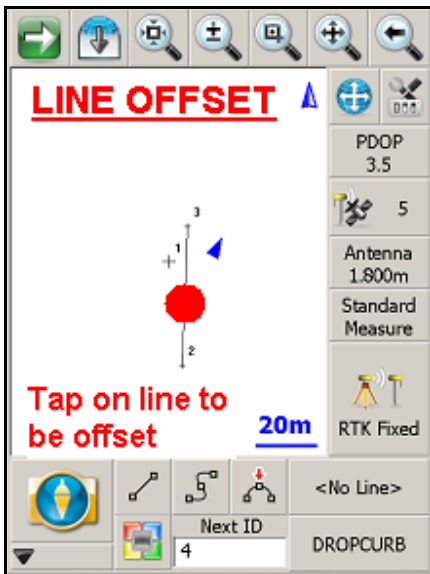 LINE OFFSET
PDOP
3.5
5
3
1
Antenna
1.800m
Standard
Measure
2
Tap on line to
be offset
20m
RTK Fixed
<No Line>
Next ID
4
DROPCURB